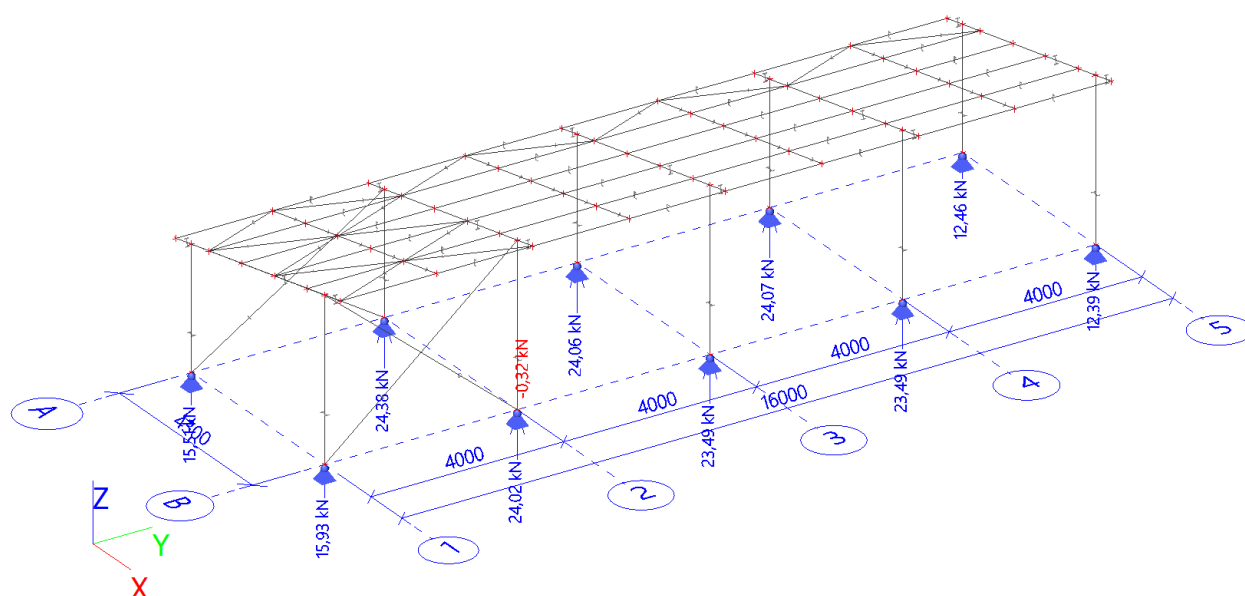 12,46 kN
24,07 kN
12,39 kN
4000
5
24,06 kN
-0,32 kN
23,49 kN
4000
4
A
24,38 kN
23,49 kN
4000
16000
3
4000
24,02 kN
2
B
15,93 kN
1
Z
Y
X